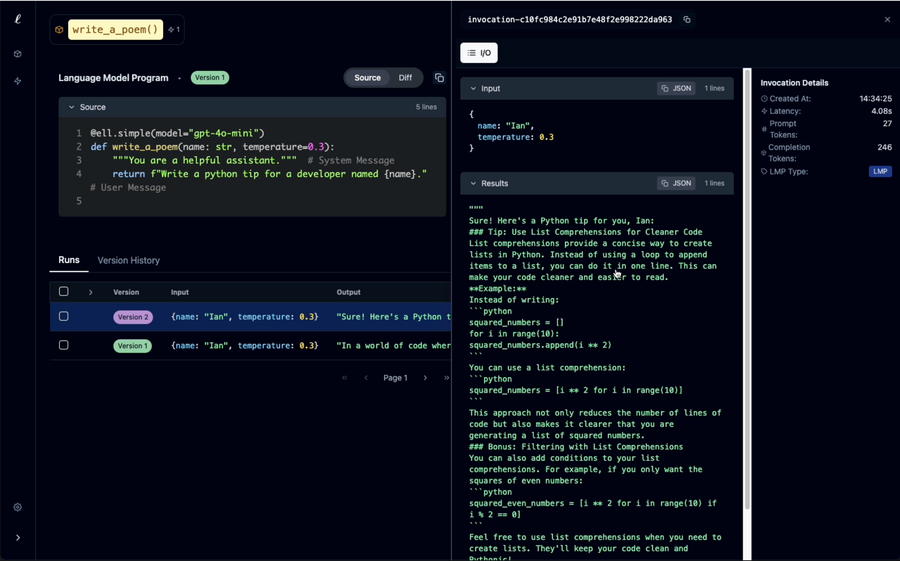 ℓ
write_a_poem() 1
Language Model Program · Version 1 Source Diff
Source 5 lines
1 @ell.simple(model="gpt-4o-mini")
2 def write_a_poem(name: str, temperature=0.3):
3 """You are a helpful assistant.""" # System Message
4 return f"Write a python tip for a developer named {name}."
# User Message
5
Runs Version History
Version Input Output
Version 2 {name: "Ian", temperature: 0.3} "Sure! Here's a Python t
Version 1 {name: "Ian", temperature: 0.3} "In a world of code wher
« ‹ Page 1 › »
invocation-c10fc984c2e91b7e48f2e998222da963
I/O
Input JSON 1 lines
{
name: "Ian",
temperature: 0.3
}
Results JSON 1 lines
"""
Sure! Here's a Python tip for you, Ian:
### Tip: Use List Comprehensions for Cleaner Code
List comprehensions provide a concise way to create
lists in Python. Instead of using a loop to append
items to a list, you can do it in one line. This can
make your code cleaner and easier to read.
**Example:**
Instead of writing:
```python
squared_numbers = []
for i in range(10):
squared_numbers.append(i ** 2)
```
You can use a list comprehension:
```python
squared_numbers = [i ** 2 for i in range(10)]
```
This approach not only reduces the number of lines of
code but also makes it clearer that you are
generating a list of squared numbers.
### Bonus: Filtering with List Comprehensions
You can also add conditions to your list
comprehensions. For example, if you only want the
squares of even numbers:
```python
squared_even_numbers = [i ** 2 for i in range(10) if
i % 2 == 0]
```
Feel free to use list comprehensions when you need to
create lists. They'll keep your code clean and
Pythonic!
Invocation Details
Created At: 14:34:25
Latency: 4.08s
Prompt 27
Tokens:
Completion 246
Tokens:
LMP Type: LMP